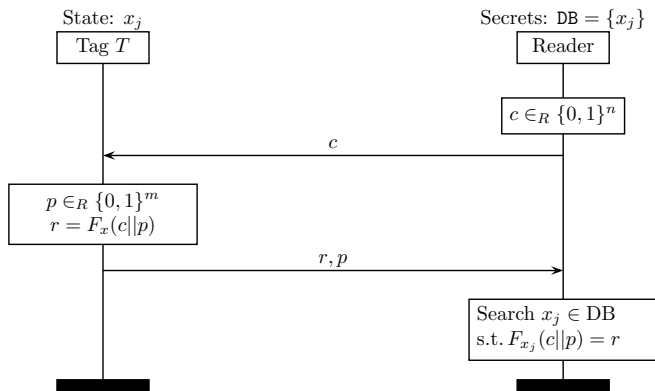 State: x_j
Secrets: DB = {x_j}
Tag T
Reader
c ∈_R {0, 1}^n
c
p ∈_R {0, 1}^m
r = F_x(c||p)
r, p
Search x_j ∈ DB
s.t. F_{x_j}(c||p) = r